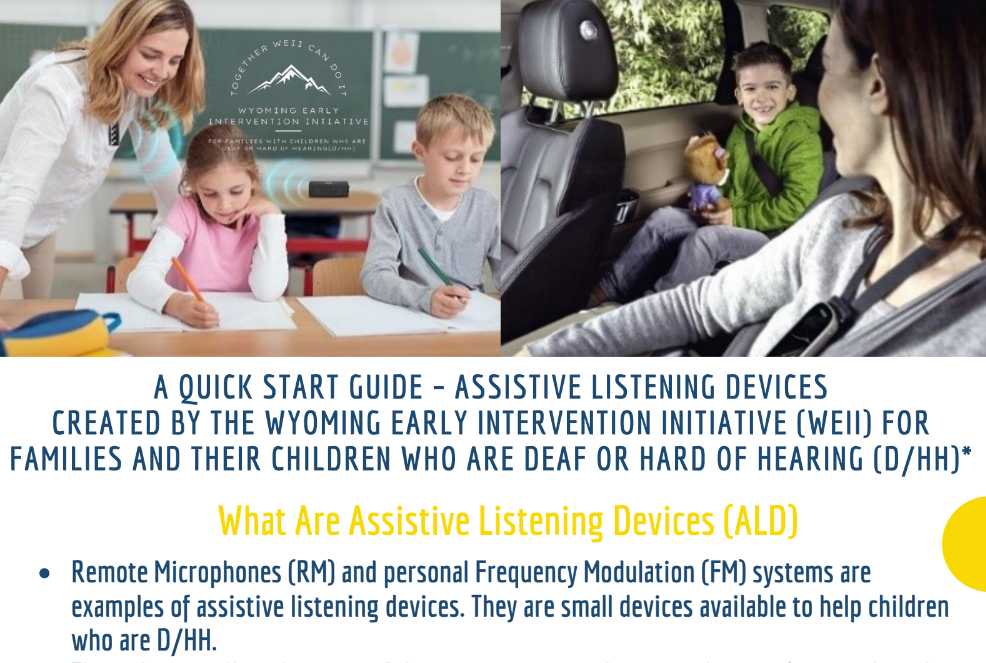 TOGETHER WEII CAN DO IT
WYOMING EARLY
INTERVENTION INTIATIVE
FOR FAMILIES WITH CHILDREN WHO ARE
DEAF OR HARD OF HEARING(D/HH)
A QUICK START GUIDE – ASSISTIVE LISTENING DEVICES
CREATED BY THE WYOMING EARLY INTERVENTION INITIATIVE (WEII) FOR
FAMILIES AND THEIR CHILDREN WHO ARE DEAF OR HARD OF HEARING (D/HH)*
What Are Assistive Listening Devices (ALD)
• Remote Microphones (RM) and personal Frequency Modulation (FM) systems are
examples of assistive listening devices. They are small devices available to help children
who are D/HH.